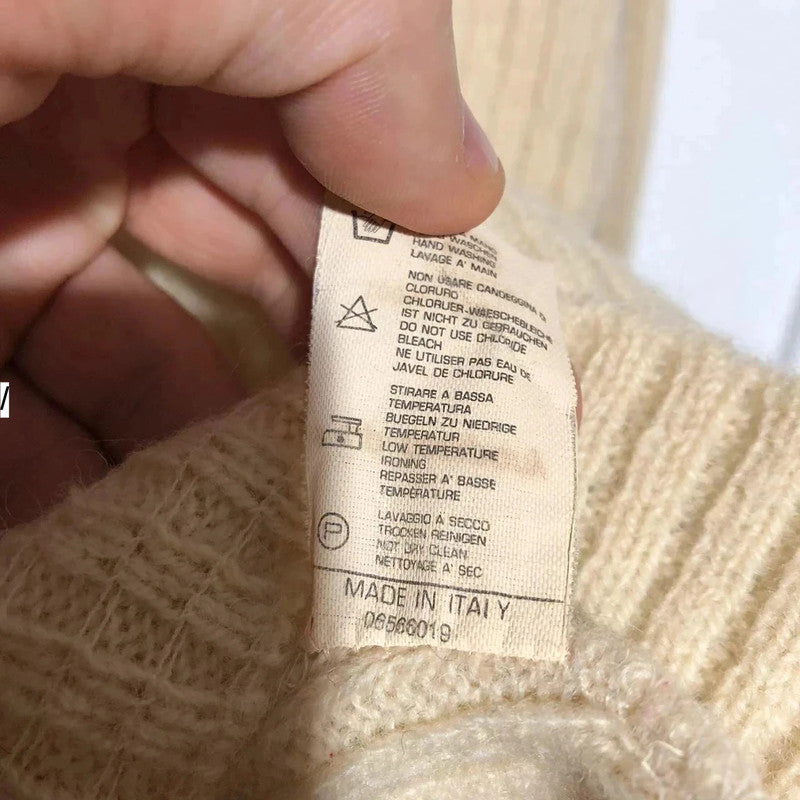 WASCHEN
HAND WASHING
LAVAGE A' MAIN
NON USARE CANDEGGINA DI
CLORURO
CHLORUER-WAESCHEBLEICHE
IST NICHT ZU GEBRAUCHEN
DO NOT USE CHLORIDE
BLEACH
NE UTILISER PAS EAU DE
JAVEL DE CHLORURE
STIRARE A BASSA
TEMPERATURA
BUEGELN ZU NIEDRIGE
TEMPERATUR
LOW TEMPERATURE
IRONING
REPASSER A' BASSE
TEMPERATURE
P
LAVAGGIO A SECCO
TROCKEN REINIGEN
NOT DRY CLEAN
NETTOYAGE A' SEC
MADE IN ITALY
06566019